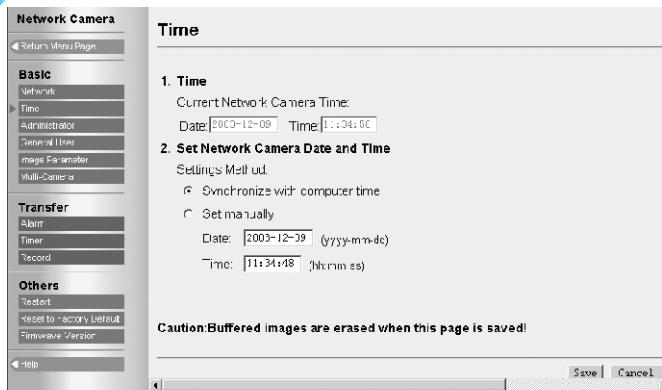 Network Camera
Return Menu Page
Basic
Network
Time
Administrator
General User
Image Parameter
Multi-Camera
Transfer
Alarm
Timer
Record
Others
Restart
Reset to Factory Default
Firmware Version
Help
Time
1. Time
Current Network Camera Time:
Date: 2003-12-09 Time:
2. Set Network Camera Date and Time
Settings Method:
Synchronize with computer time
Set manually
Date: 2003-12-09 (yyyy-mm-dd)
Time: 11:34:48 (hh:mm:ss)
Caution:Buffered images are erased when this page is saved!
Save Cancel